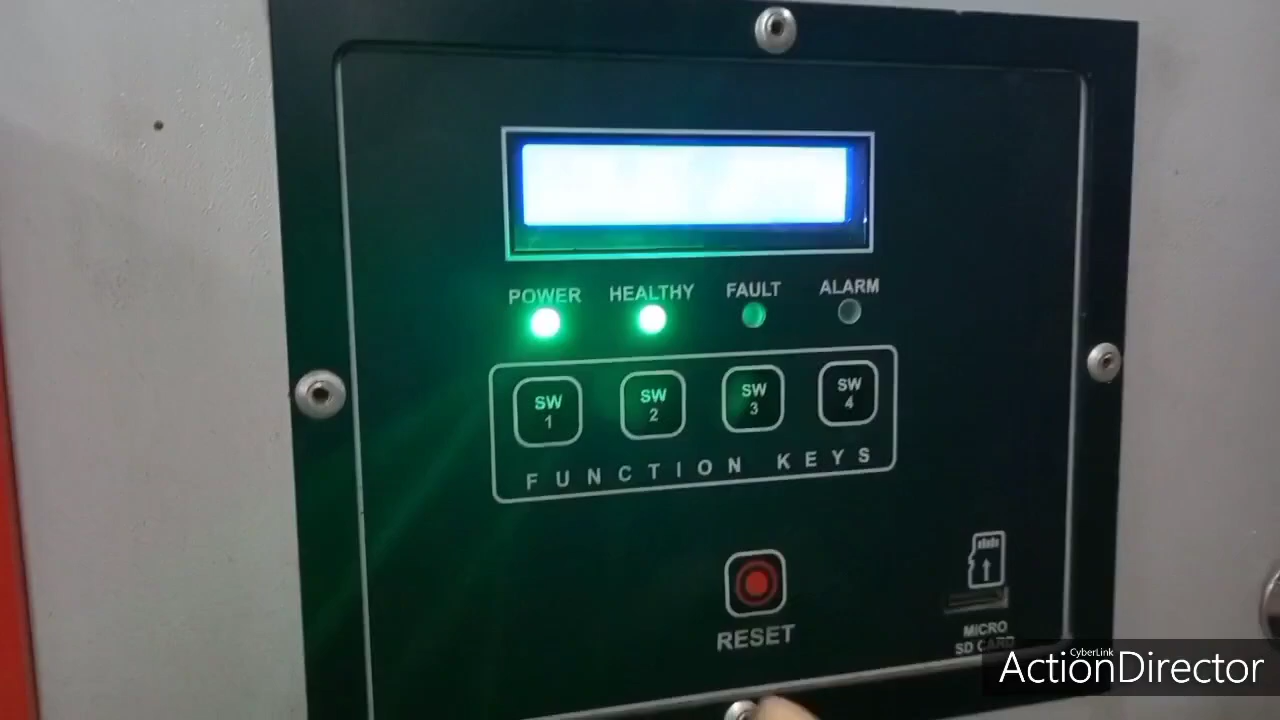 POWER HEALTHY FAULT ALARM
SW 1
SW 2
SW 3
SW 4
FUNCTION KEYS
RESET
MICRO
SD CARD
CyberLink
ActionDirector